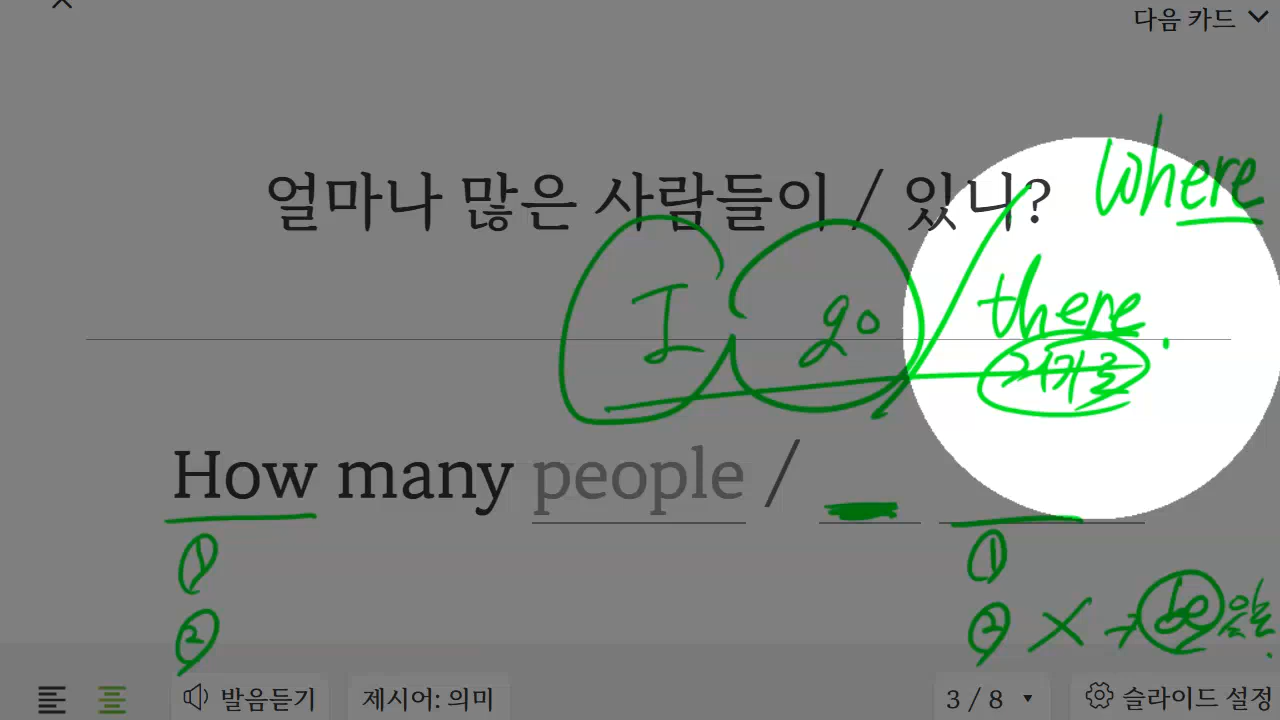 다음 카드
얼마나 많은 사람들이 / 있니?
where
I go there.
거기로
How many people /
① ①
② ② X → be
발음듣기 제시어: 의미 3 / 8 슬라이드 설정